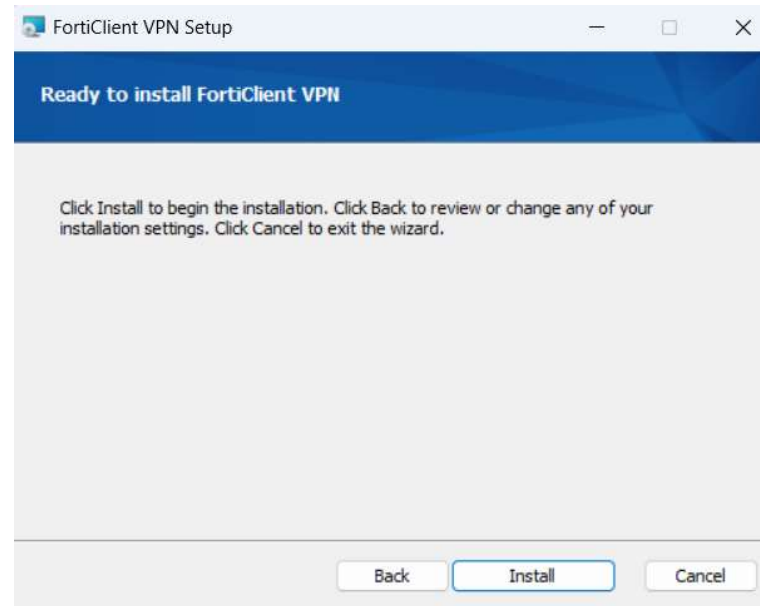 FortiClient VPN Setup
Ready to install FortiClient VPN
Click Install to begin the installation. Click Back to review or change any of your
installation settings. Click Cancel to exit the wizard.
Back
Install
Cancel